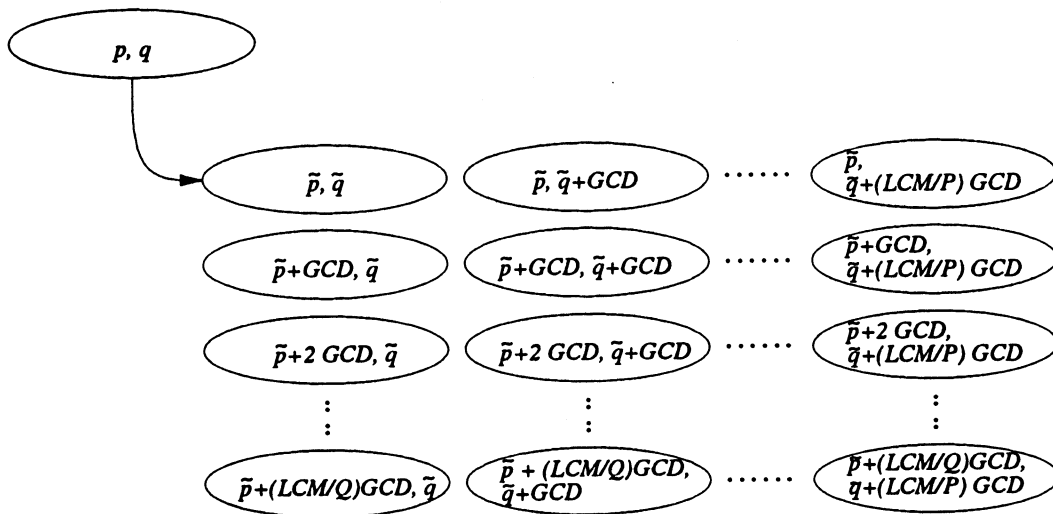 p, q
p̃, q̃
p̃, q̃+GCD
......
p̃,
q̃+(LCM/P) GCD
p̃+GCD, q̃
p̃+GCD, q̃+GCD
......
p̃+GCD,
q̃+(LCM/P) GCD
p̃+2 GCD, q̃
p̃+2 GCD, q̃+GCD
......
p̃+2 GCD,
q̃+(LCM/P) GCD
p̃+(LCM/Q)GCD, q̃
p̃ + (LCM/Q)GCD,
q̃+GCD
......
p̃+(LCM/Q)GCD,
q̃+(LCM/P) GCD